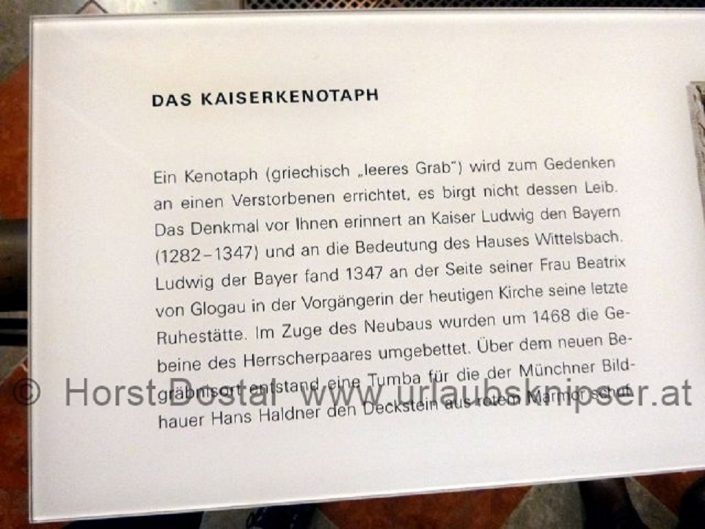 DAS KAISERKENOTAPH
Ein Kenotaph (griechisch „leeres Grab") wird zum Gedenken
an einen Verstorbenen errichtet, es birgt nicht dessen Leib.
Das Denkmal vor Ihnen erinnert an Kaiser Ludwig den Bayern
(1282–1347) und an die Bedeutung des Hauses Wittelsbach.
Ludwig der Bayer fand 1347 an der Seite seiner Frau Beatrix
von Glogau in der Vorgängerin der heutigen Kirche seine letzte
Ruhestätte. Im Zuge des Neubaus wurden um 1468 die Ge-
beine des Herrscherpaares umgebettet. Über dem neuen Be-
gräbnisort entstand eine Tumba für die der Münchner Bild-
hauer Hans Haldner den Deckstein aus rotem Marmor schuf
© Horst Dostal www.urlaubsknipser.at